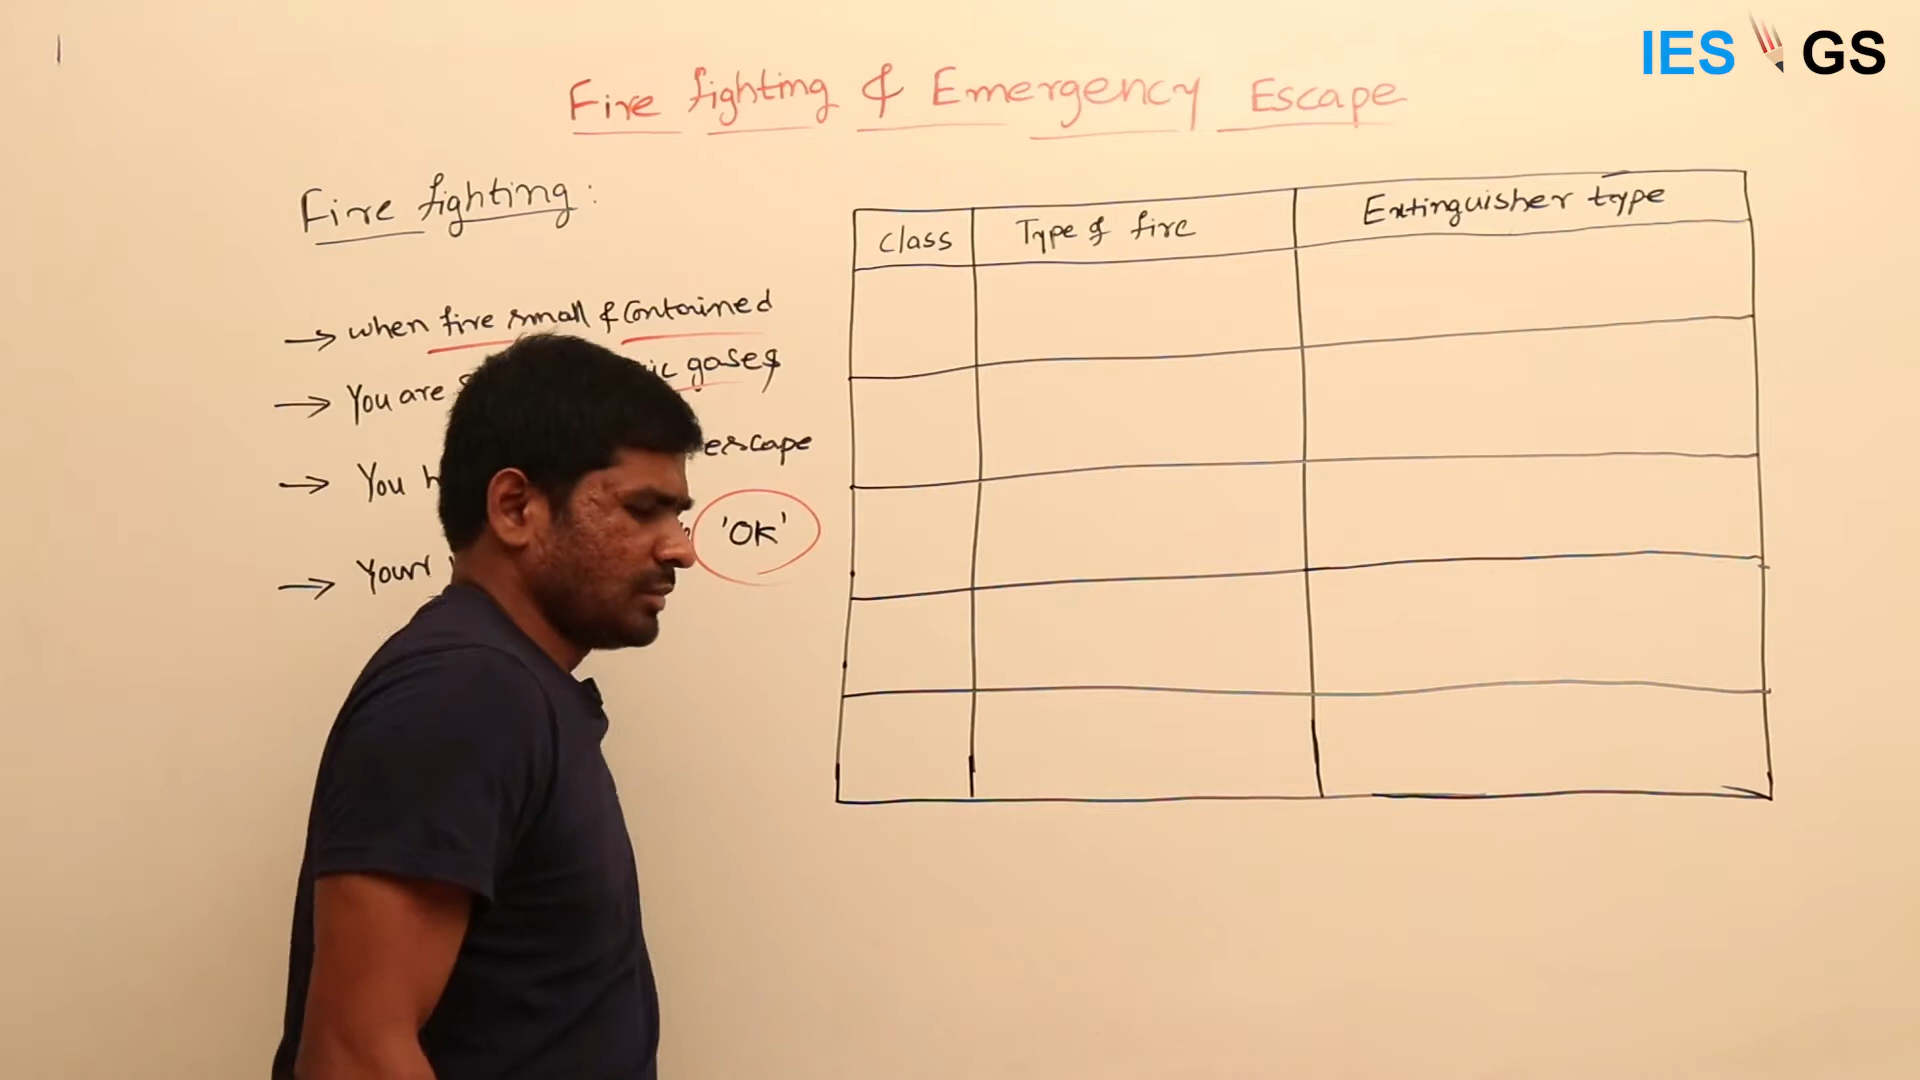 IES GS
Fire fighting & Emergency Escape
Fire fighting:
→ when fire small & Contained
→ You are gases
→ You escape
→ Your 'OK'
class Type of fire Extinguisher type